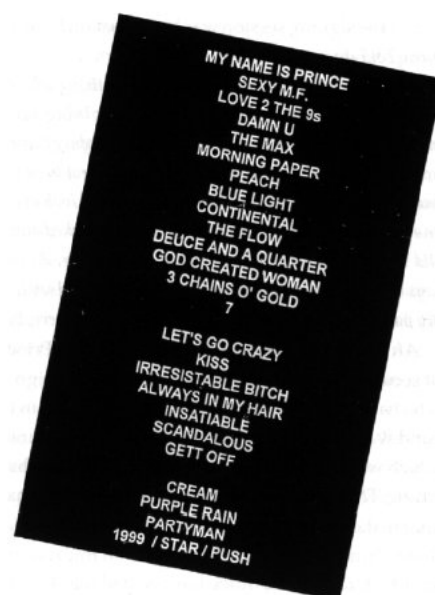 MY NAME IS PRINCE
SEXY M.F.
LOVE 2 THE 9s
DAMN U
THE MAX
MORNING PAPER
PEACH
BLUE LIGHT
CONTINENTAL
THE FLOW
DEUCE AND A QUARTER
GOD CREATED WOMAN
3 CHAINS O' GOLD
7
LET'S GO CRAZY
KISS
IRRESISTABLE BITCH
ALWAYS IN MY HAIR
INSATIABLE
SCANDALOUS
GETT OFF
CREAM
PURPLE RAIN
PARTYMAN
1999 / STAR / PUSH